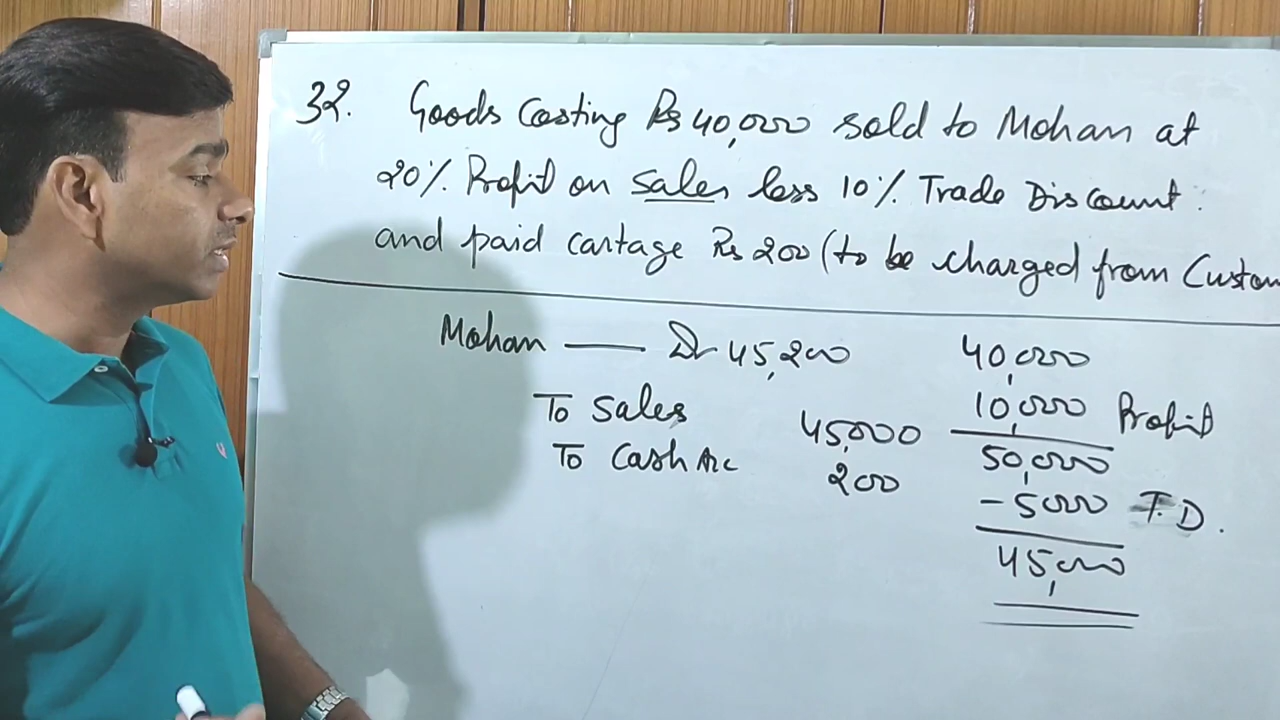 32. Goods Costing Rs 40,000 sold to Mohan at
20% Profit on Sales less 10% Trade Discount.
and paid cartage Rs 200 (to be charged from Custom
Mohan — Dr 45,200
To Sales 45,000
To Cash A/c 200
40,000
10,000 Profit
50,000
- 5000 T.D.
45,000